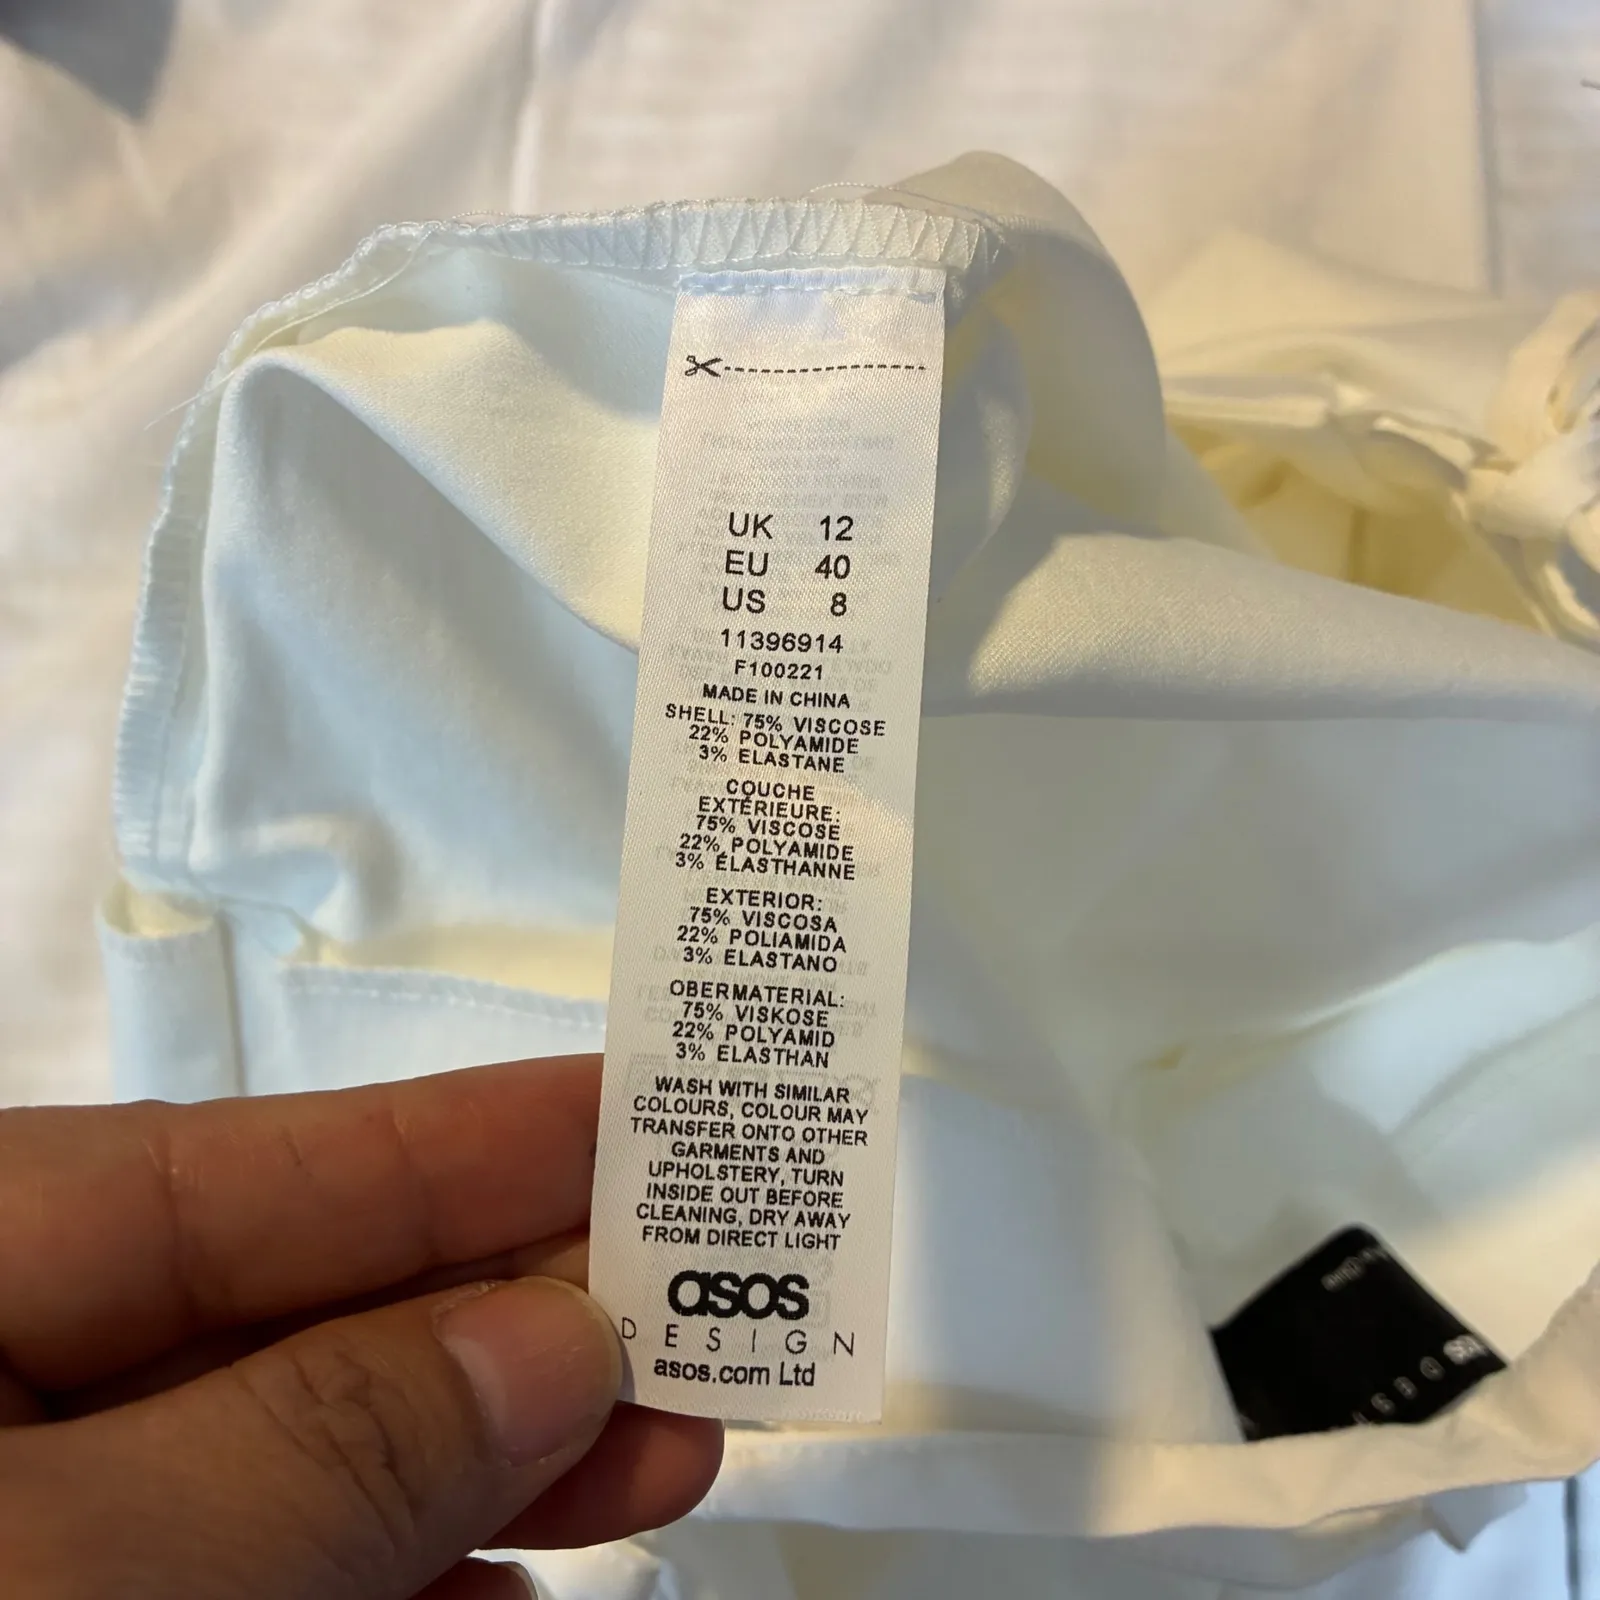 UK 12
EU 40
US 8
11396914
F100221
MADE IN CHINA
SHELL: 75% VISCOSE
22% POLYAMIDE
3% ELASTANE
COUCHE
EXTÉRIEURE:
75% VISCOSE
22% POLYAMIDE
3% ÉLASTHANNE
EXTERIOR:
75% VISCOSA
22% POLIAMIDA
3% ELASTANO
OBERMATERIAL:
75% VISKOSE
22% POLYAMID
3% ELASTHAN
WASH WITH SIMILAR
COLOURS, COLOUR MAY
TRANSFER ONTO OTHER
GARMENTS AND
UPHOLSTERY, TURN
INSIDE OUT BEFORE
CLEANING, DRY AWAY
FROM DIRECT LIGHT
asos
DESIGN
asos.com Ltd